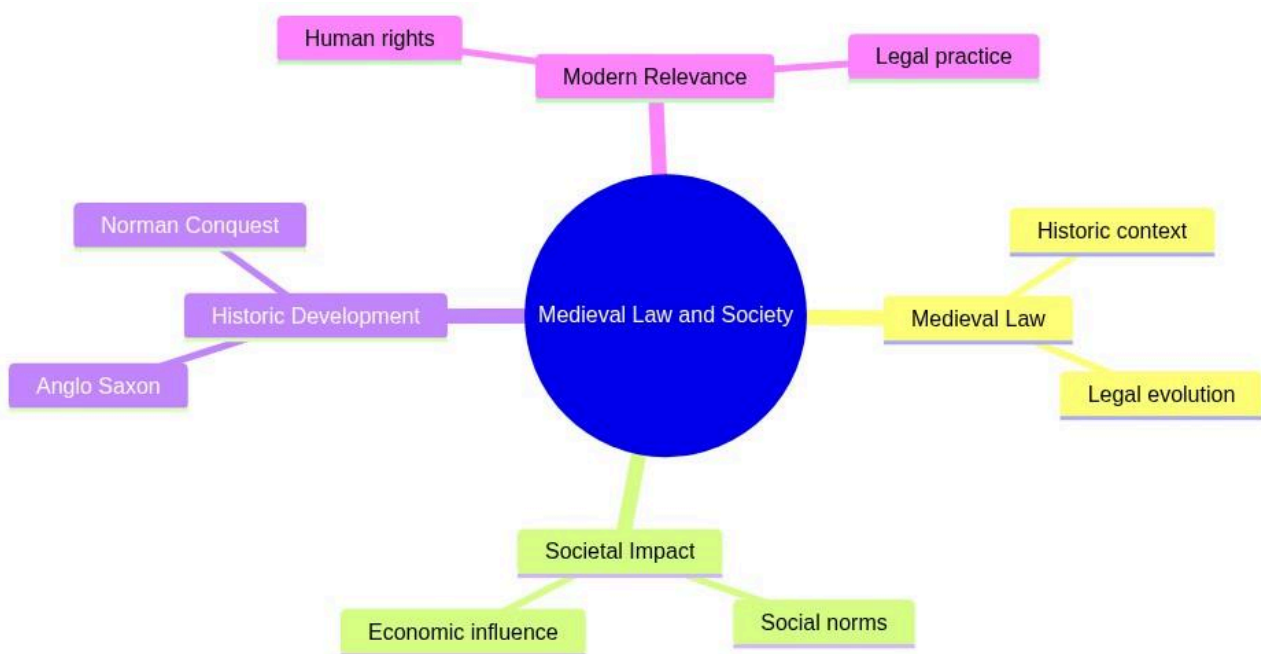 Human rights
Legal practice
Modern Relevance
Norman Conquest
Historic context
Historic Development
Medieval Law and Society
Medieval Law
Anglo Saxon
Legal evolution
Societal Impact
Economic influence
Social norms